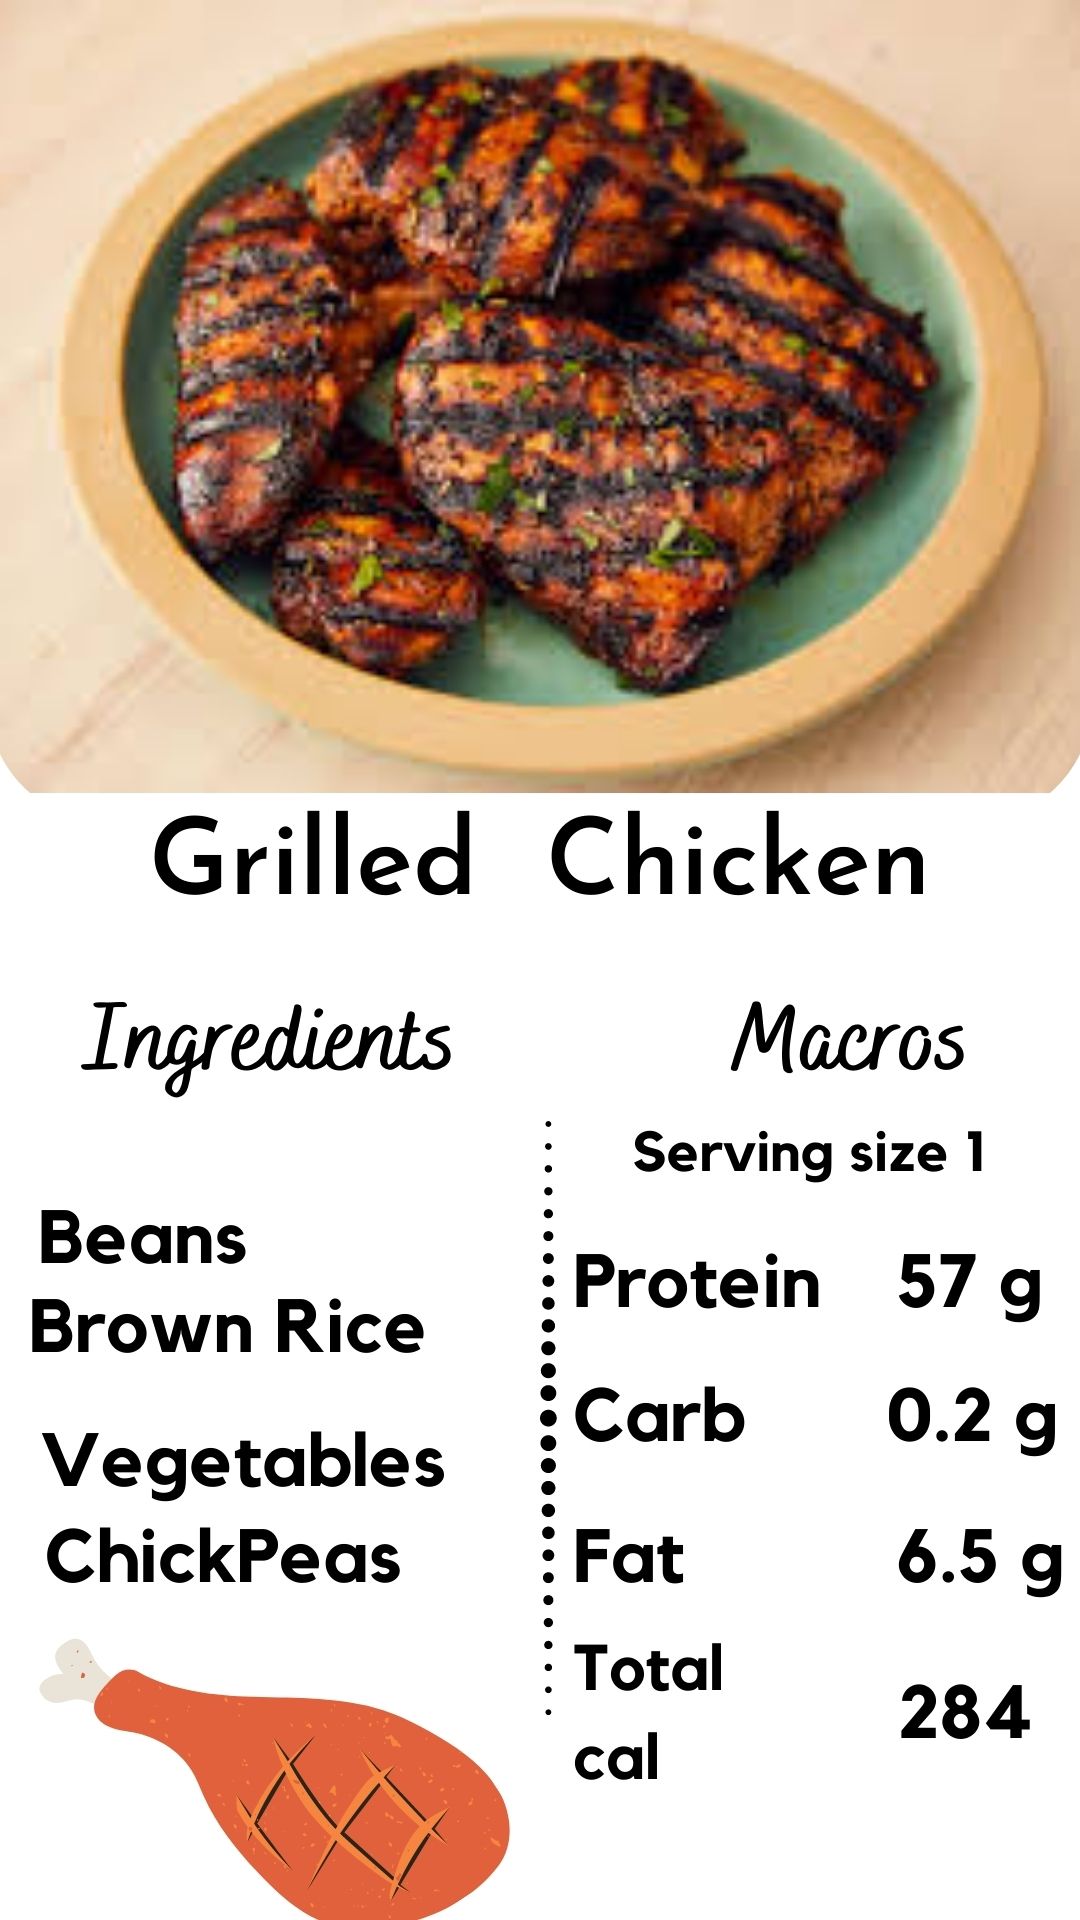 Grilled Chicken
Ingredients
Beans
Brown Rice
Vegetables
ChickPeas
Macros
Serving size 1
Protein 57 g
Carb 0.2 g
Fat 6.5 g
Total
cal
284